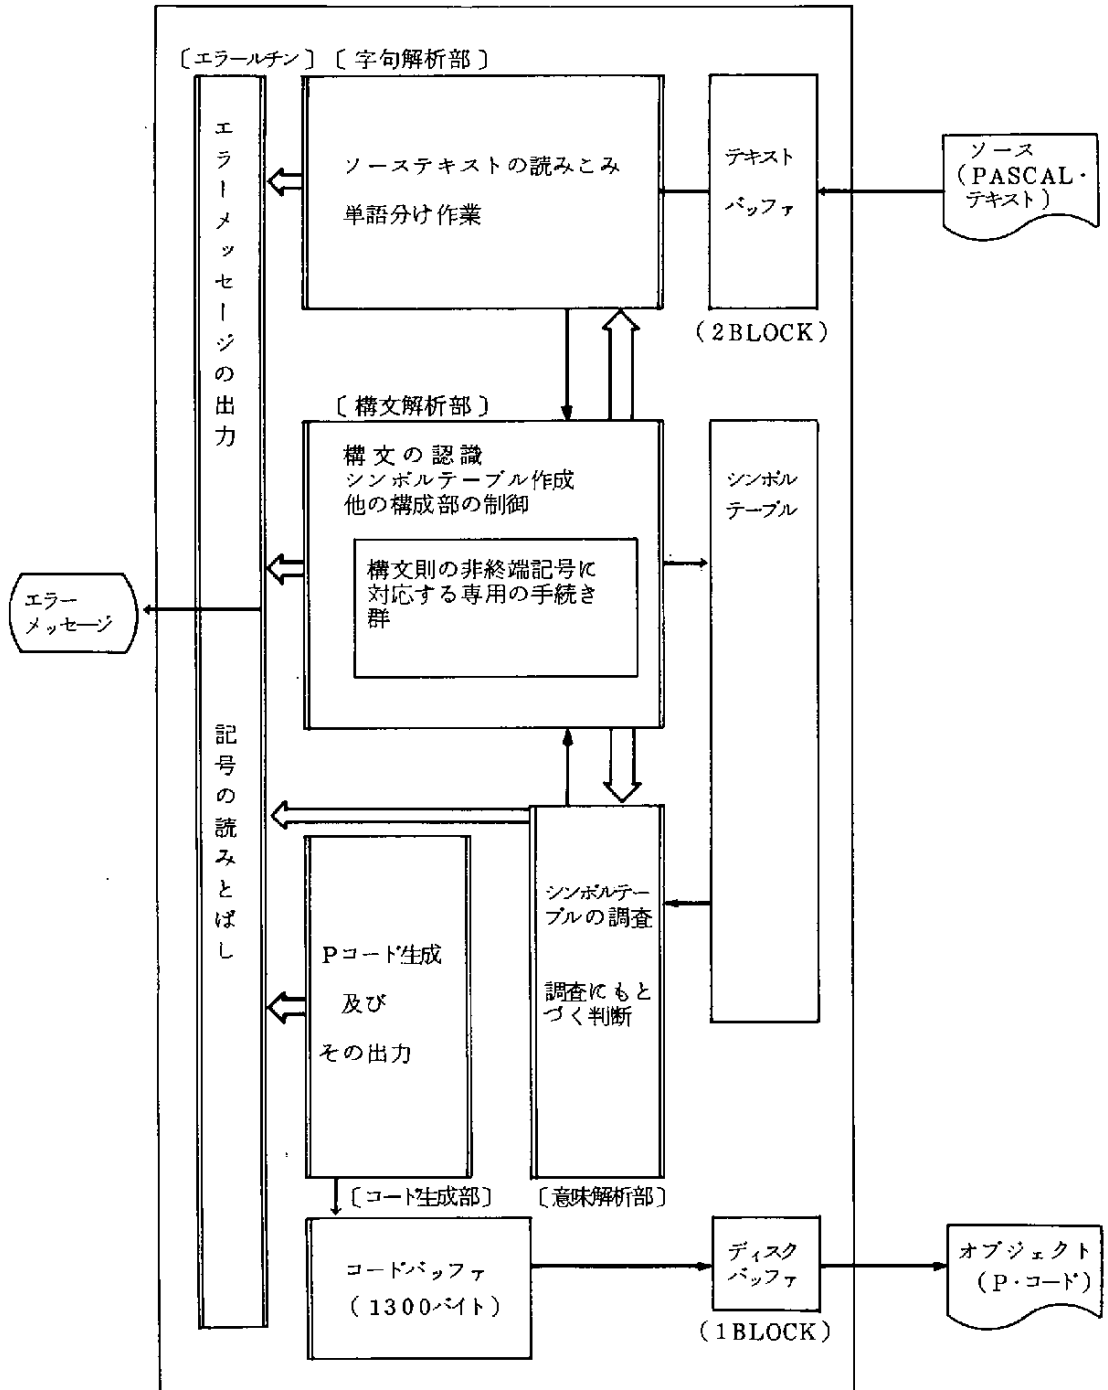 〔エラールチン〕
〔字句解析部〕
エラーメッセージの出力
記号の読みとばし
ソーステキストの読みこみ
単語分け作業
テキスト
バッファ
(2BLOCK)
ソース
(PASCAL・
テキスト)
〔構文解析部〕
構文の認識
シンボルテーブル作成
他の構成部の制御
構文則の非終端記号に
対応する専用の手続き
群
シンボル
テーブル
エラー
メッセージ
シンボルテー
ブルの調査
調査にもと
づく判断
〔意味解析部〕
Pコード生成
及び
その出力
〔コード生成部〕
コードバッファ
(1300バイト)
ディスク
バッファ
(1BLOCK)
オブジェクト
(P・コード)